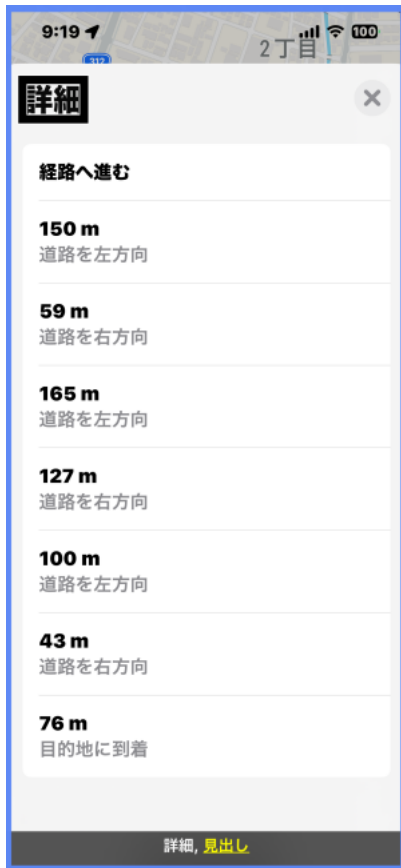 9:19
100
312
2丁目
詳細
経路へ進む
150 m
道路を左方向
59 m
道路を右方向
165 m
道路を左方向
127 m
道路を右方向
100 m
道路を左方向
43 m
道路を右方向
76 m
目的地に到着
詳細, 見出し